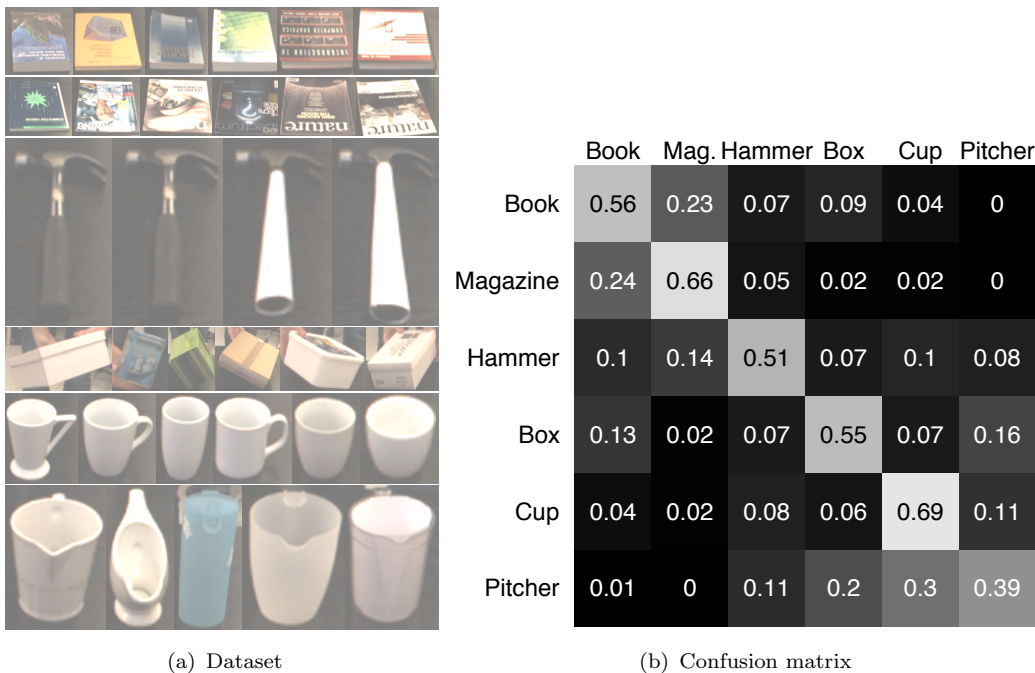 nature
nature
Book Mag. Hammer Box Cup Pitcher
Book 0.56 0.23 0.07 0.09 0.04 0
Magazine 0.24 0.66 0.05 0.02 0.02 0
Hammer 0.1 0.14 0.51 0.07 0.1 0.08
Box 0.13 0.02 0.07 0.55 0.07 0.16
Cup 0.04 0.02 0.08 0.06 0.69 0.11
Pitcher 0.01 0 0.11 0.2 0.3 0.39
(a) Dataset
(b) Confusion matrix